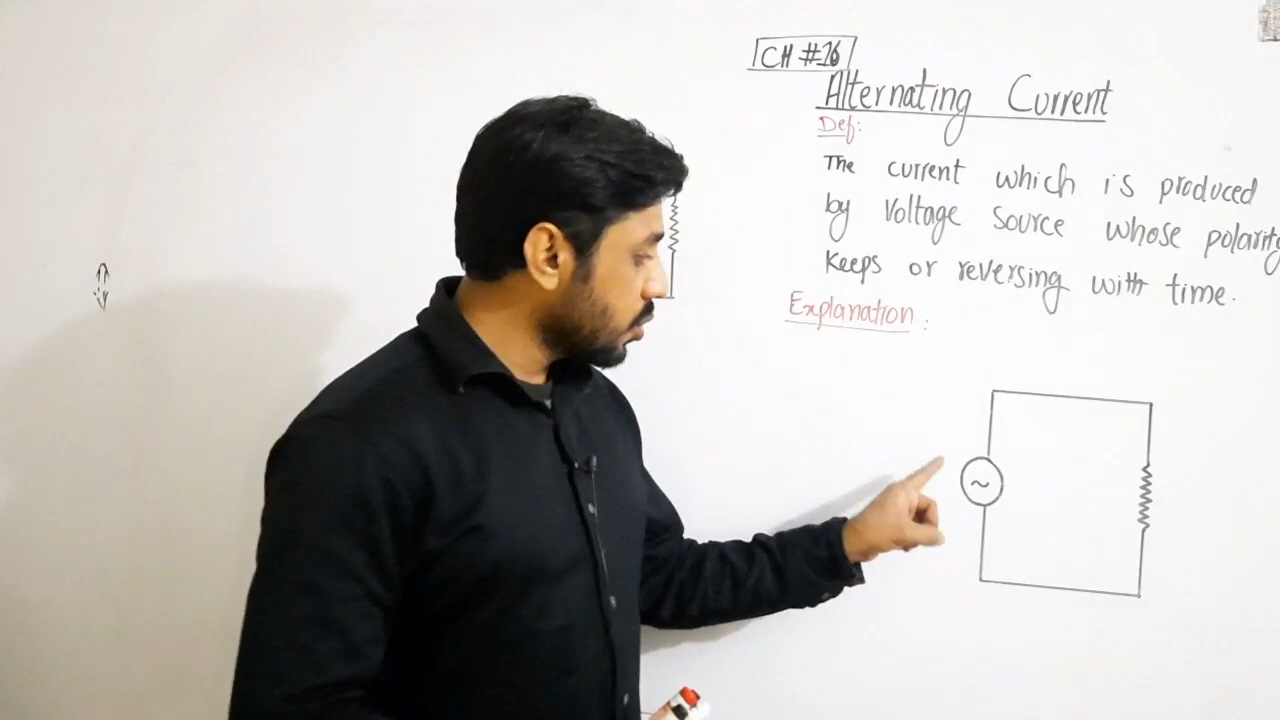 CH #16
Alternating Current
Def:
The current which is produced
by Voltage source whose polarity
Keeps or reversing with time.
Explanation :
~